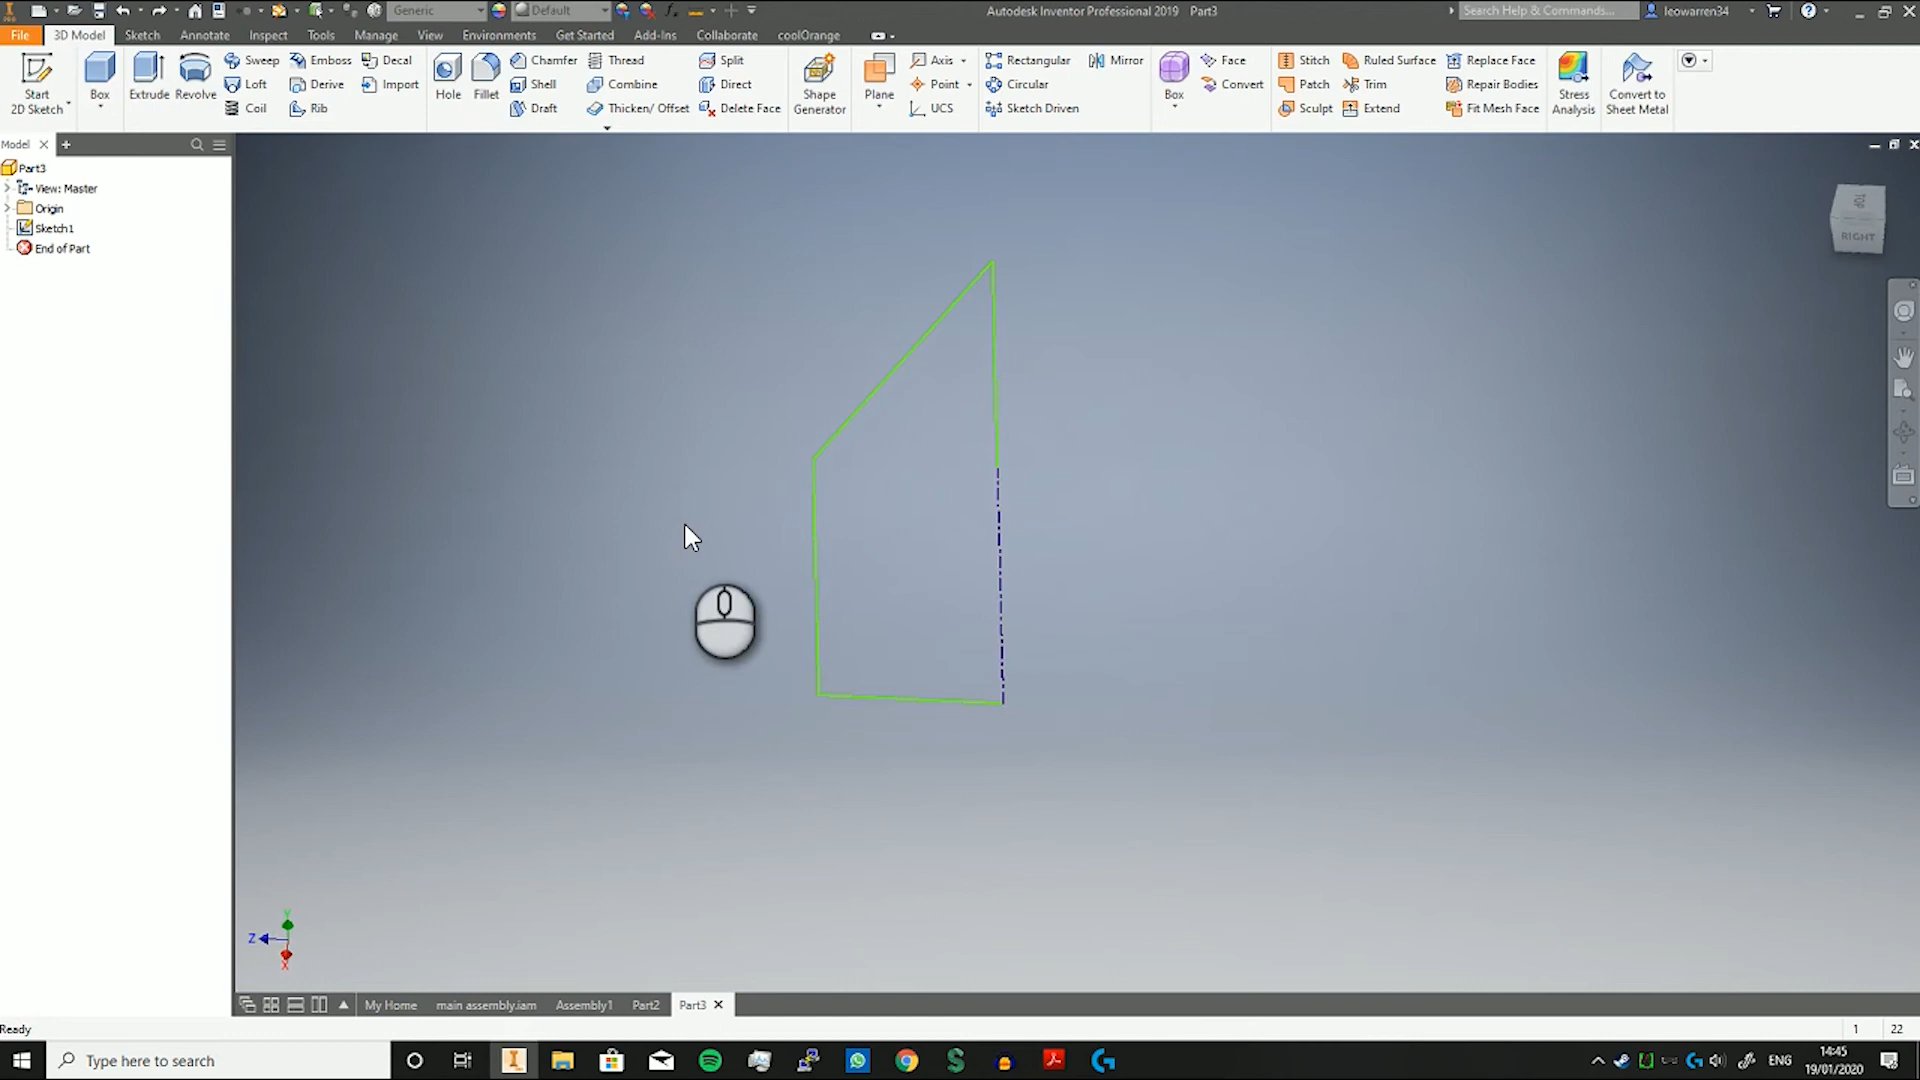 Generic
Default
Autodesk Inventor Professional 2019 Part3
Search Help & Commands...
leowarren34
File
3D Model
Sketch
Annotate
Inspect
Tools
Manage
View
Environments
Get Started
Add-Ins
Collaborate
coolOrange
Start
2D Sketch
Box
Extrude
Revolve
Sweep
Loft
Coil
Emboss
Derive
Rib
Decal
Import
Hole
Fillet
Chamfer
Shell
Draft
Thread
Combine
Thicken/ Offset
Split
Direct
Delete Face
Shape
Generator
Plane
Axis
Point
UCS
Rectangular
Circular
Sketch Driven
Mirror
Box
Face
Convert
Stitch
Patch
Sculpt
Ruled Surface
Trim
Extend
Replace Face
Repair Bodies
Fit Mesh Face
Stress
Analysis
Convert to
Sheet Metal
Model
Part3
View: Master
Origin
Sketch1
End of Part
TOP
RIGHT
Y
Z
X
My Home
main assembly.iam
Assembly1
Part2
Part3
Ready
1
22
Type here to search
ENG
14:45
19/01/2020